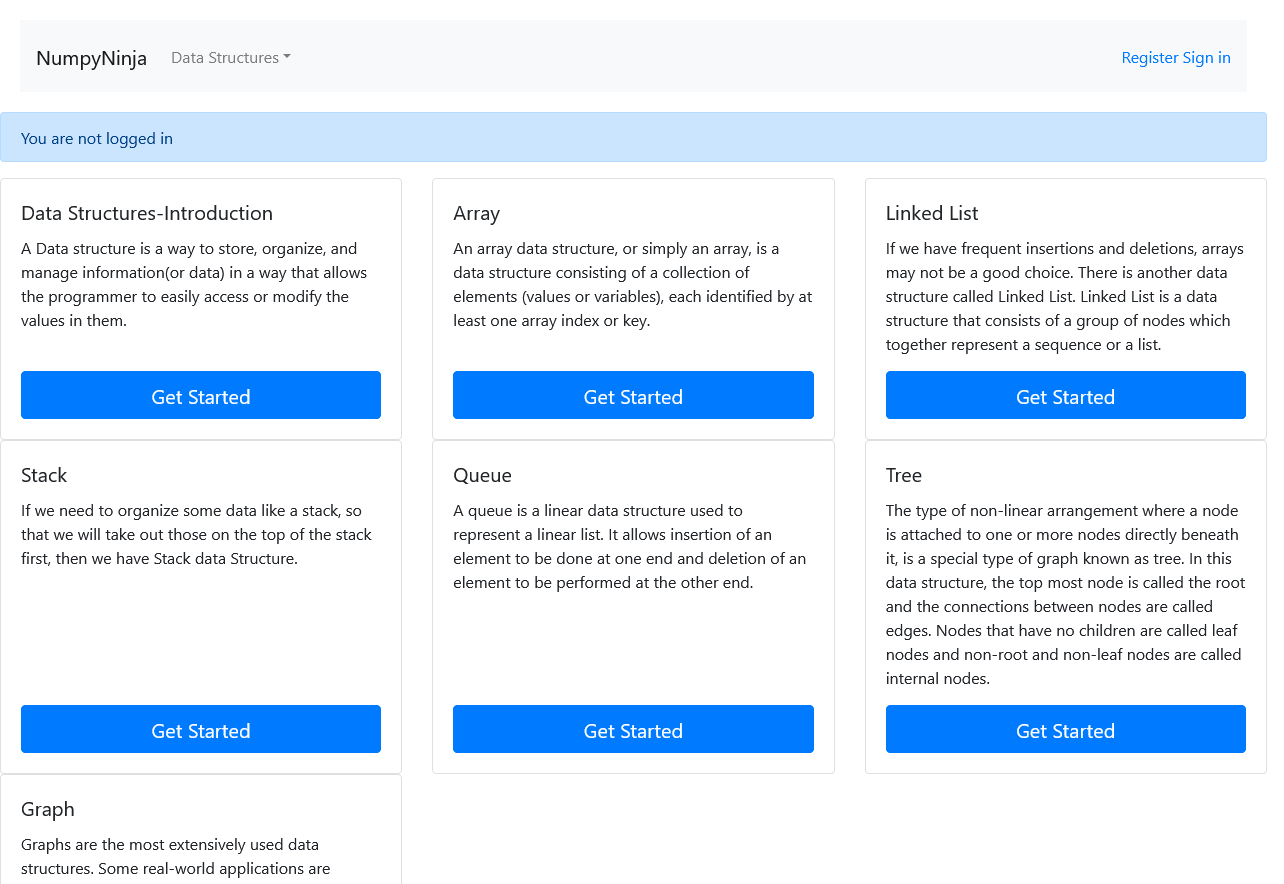 NumpyNinja
Data Structures
Register Sign in
You are not logged in
Data Structures-Introduction
A Data structure is a way to store, organize, and
manage information(or data) in a way that allows
the programmer to easily access or modify the
values in them.
Get Started
Array
An array data structure, or simply an array, is a
data structure consisting of a collection of
elements (values or variables), each identified by at
least one array index or key.
Get Started
Linked List
If we have frequent insertions and deletions, arrays
may not be a good choice. There is another data
structure called Linked List. Linked List is a data
structure that consists of a group of nodes which
together represent a sequence or a list.
Get Started
Stack
If we need to organize some data like a stack, so
that we will take out those on the top of the stack
first, then we have Stack data Structure.
Get Started
Queue
A queue is a linear data structure used to
represent a linear list. It allows insertion of an
element to be done at one end and deletion of an
element to be performed at the other end.
Get Started
Tree
The type of non-linear arrangement where a node
is attached to one or more nodes directly beneath
it, is a special type of graph known as tree. In this
data structure, the top most node is called the root
and the connections between nodes are called
edges. Nodes that have no children are called leaf
nodes and non-root and non-leaf nodes are called
internal nodes.
Get Started
Graph
Graphs are the most extensively used data
structures. Some real-world applications are